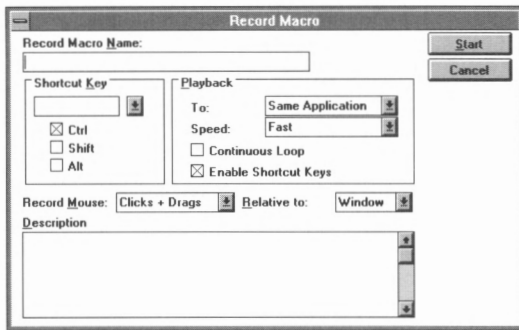 Record Macro
Record Macro Name:
Start
Cancel
Shortcut Key
Ctrl
Shift
Alt
Playback
To: Same Application
Speed: Fast
Continuous Loop
Enable Shortcut Keys
Record Mouse: Clicks + Drags Relative to: Window
Description